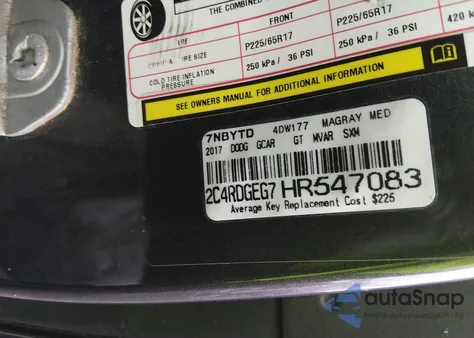 THE COMBINED
FRONT
TIRE SIZE P225/65R17 P225/65R17
COLD TIRE INFLATION PRESSURE 250 kPa / 36 PSI 250 kPa / 36 PSI 420 k
SEE OWNERS MANUAL FOR ADDITIONAL INFORMATION
7NBYTD 4DW177 MAGRAY MED
2017 DODG GCAR GT MVAR SXM
2C4RDGEG7 HR547083
Average Key Replacement Cost $225
autaSnap